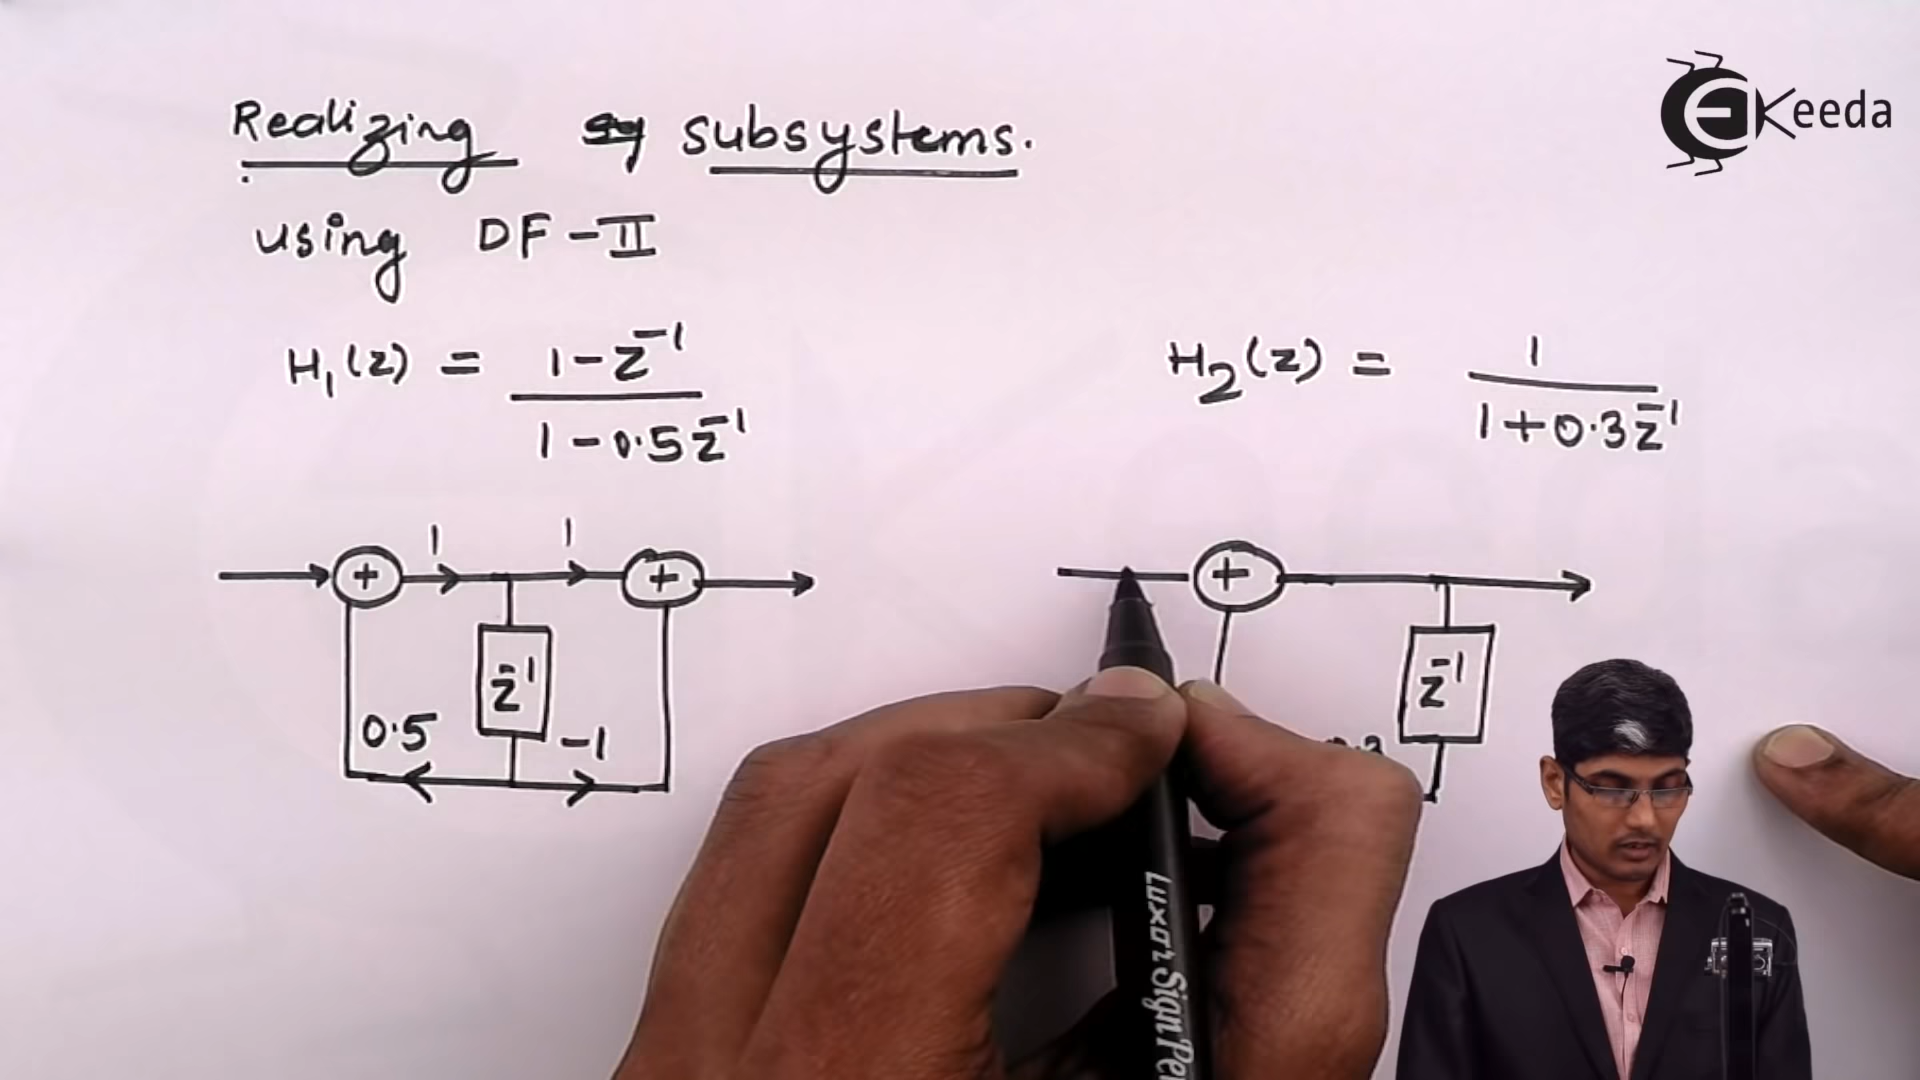 EKeeda
Realizing subsystems.
using DF-II
H₁(z) = 1-z⁻¹ / 1-0.5z⁻¹
H₂(z) = 1 / 1+0.3z⁻¹
1 1
+ + +
z⁻¹ z⁻¹
0.5 -1
Luxor Sign Pen